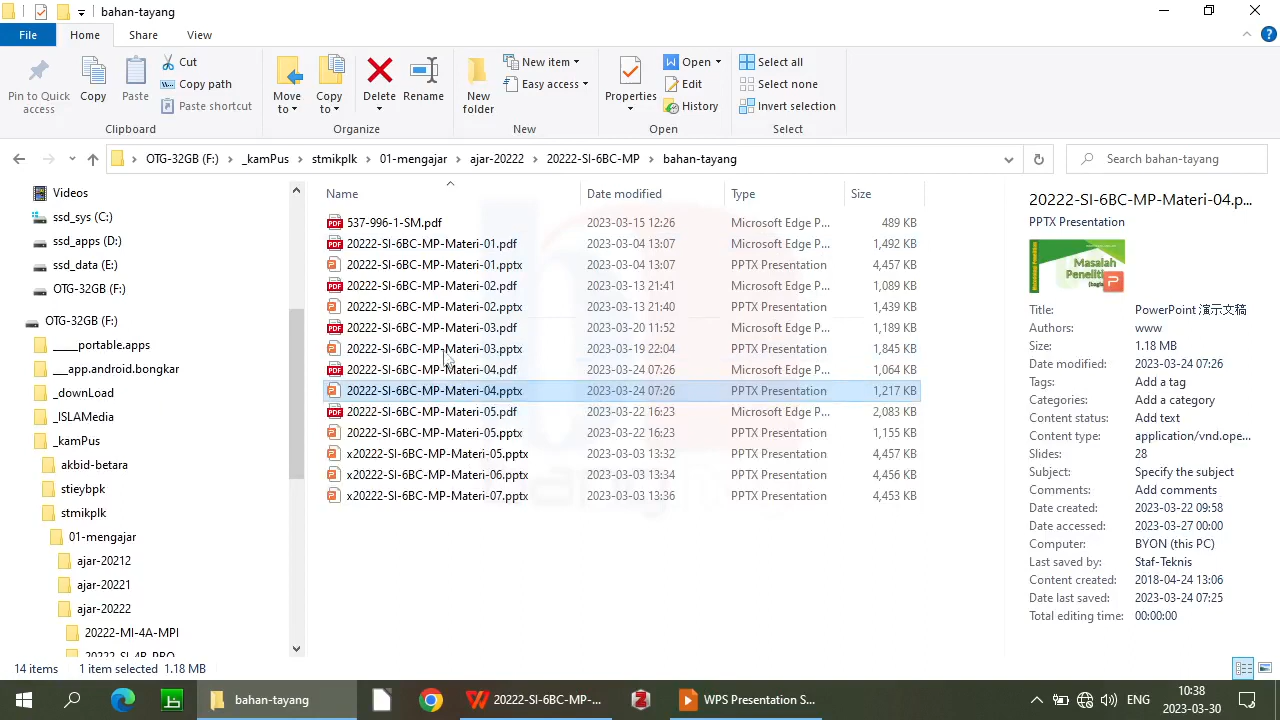 bahan-tayang
File Home Share View
Pin to Quick access
Copy
Paste
Cut
Copy path
Paste shortcut
Clipboard
Move to
Copy to
Delete
Rename
Organize
New folder
New item
Easy access
New
Properties
Open
Edit
History
Open
Select all
Select none
Invert selection
Select
OTG-32GB (F:) _kamPus stmikplk 01-mengajar ajar-20222 20222-SI-6BC-MP bahan-tayang
Search bahan-tayang
Videos
ssd_sys (C:)
ssd_apps (D:)
ssd_data (E:)
OTG-32GB (F:)
OTG-32GB (F:)
_____portable.apps
___app.android.bongkar
_downLoad
_ISLAMedia
_kamPus
akbid-betara
stieybpk
stmikplk
01-mengajar
ajar-20212
ajar-20221
ajar-20222
20222-MI-4A-MPI
20222-SI-4B-PRO
Name Date modified Type Size
537-996-1-SM.pdf 2023-03-15 12:26 Microsoft Edge P... 489 KB
20222-SI-6BC-MP-Materi-01.pdf 2023-03-04 13:07 Microsoft Edge P... 1,492 KB
20222-SI-6BC-MP-Materi-01.pptx 2023-03-04 13:07 PPTX Presentation 4,457 KB
20222-SI-6BC-MP-Materi-02.pdf 2023-03-13 21:41 Microsoft Edge P... 1,089 KB
20222-SI-6BC-MP-Materi-02.pptx 2023-03-13 21:40 PPTX Presentation 1,439 KB
20222-SI-6BC-MP-Materi-03.pdf 2023-03-20 11:52 Microsoft Edge P... 1,189 KB
20222-SI-6BC-MP-Materi-03.pptx 2023-03-19 22:04 PPTX Presentation 1,845 KB
20222-SI-6BC-MP-Materi-04.pdf 2023-03-24 07:26 Microsoft Edge P... 1,064 KB
20222-SI-6BC-MP-Materi-04.pptx 2023-03-24 07:26 PPTX Presentation 1,217 KB
20222-SI-6BC-MP-Materi-05.pdf 2023-03-22 16:23 Microsoft Edge P... 2,083 KB
20222-SI-6BC-MP-Materi-05.pptx 2023-03-22 16:23 PPTX Presentation 1,155 KB
x20222-SI-6BC-MP-Materi-05.pptx 2023-03-03 13:32 PPTX Presentation 4,457 KB
x20222-SI-6BC-MP-Materi-06.pptx 2023-03-03 13:34 PPTX Presentation 4,456 KB
x20222-SI-6BC-MP-Materi-07.pptx 2023-03-03 13:36 PPTX Presentation 4,453 KB
20222-SI-6BC-MP-Materi-04.p...
PPTX Presentation
Masalah
Title: PowerPoint 演示文稿
Authors: www
Size: 1.18 MB
Date modified: 2023-03-24 07:26
Tags: Add a tag
Categories: Add a category
Content status: Add text
Content type: application/vnd.ope...
Slides: 28
Subject: Specify the subject
Comments: Add comments
Date created: 2023-03-22 09:58
Date accessed: 2023-03-27 00:00
Computer: BYON (this PC)
Last saved by: Staf-Teknis
Content created: 2018-04-24 13:06
Date last saved: 2023-03-24 07:25
Total editing time: 00:00:00
14 items 1 item selected 1.18 MB
bahan-tayang
20222-SI-6BC-MP-...
WPS Presentation S...
ENG
10:38
2023-03-30